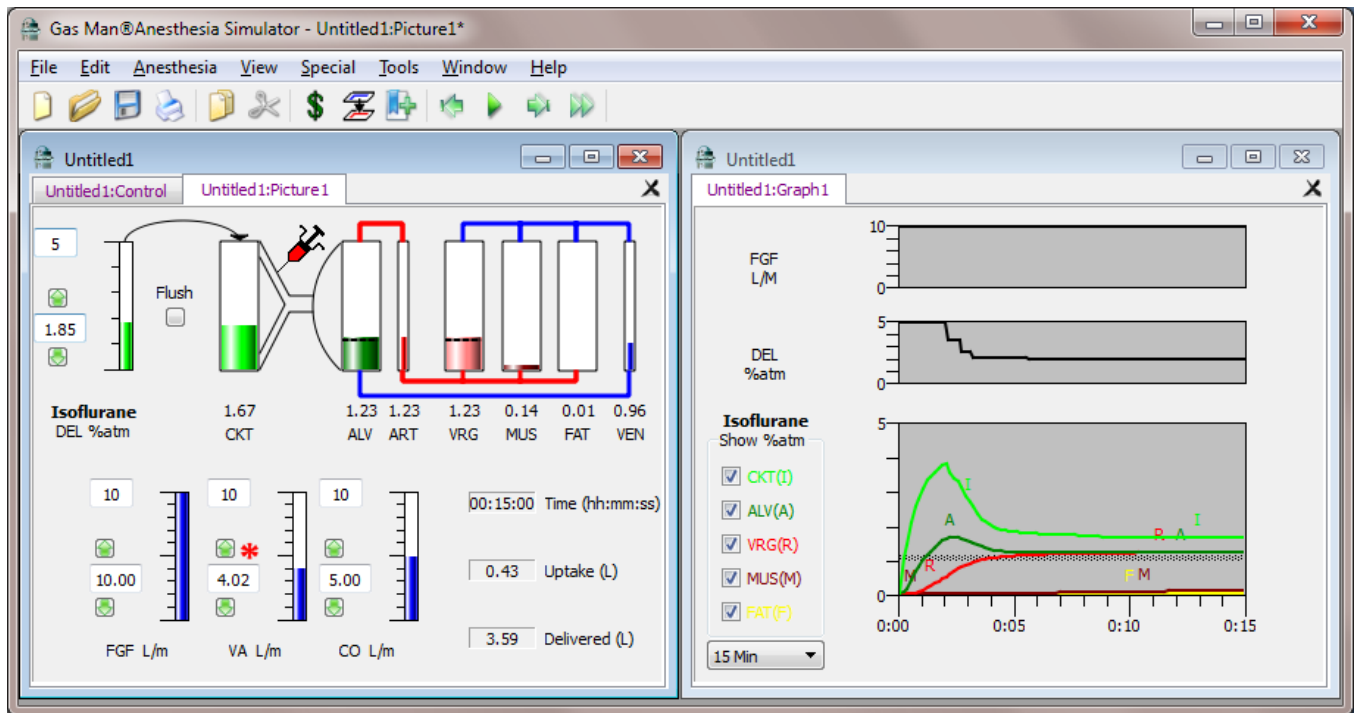 Gas Man®Anesthesia Simulator - Untitled1:Picture1*
File Edit Anesthesia View Special Tools Window Help
$
Untitled1
Untitled1:Control Untitled1:Picture1
5
Flush
1.85
Isoflurane
DEL %atm
1.67 1.23 1.23 1.23 0.14 0.01 0.96
CKT ALV ART VRG MUS FAT VEN
10 10 10
00:15:00 Time (hh:mm:ss)
*
10.00 4.02 5.00
0.43 Uptake (L)
3.59 Delivered (L)
FGF L/m VA L/m CO L/m
Untitled1
Untitled1:Graph1
10
FGF
L/M
0
5
DEL
%atm
0
Isoflurane
Show %atm
5
CKT(I)
ALV(A)
VRG(R)
MUS(M)
FAT(F)
I
A
R A I
M R
F M
0
0:00 0:05 0:10 0:15
15 Min